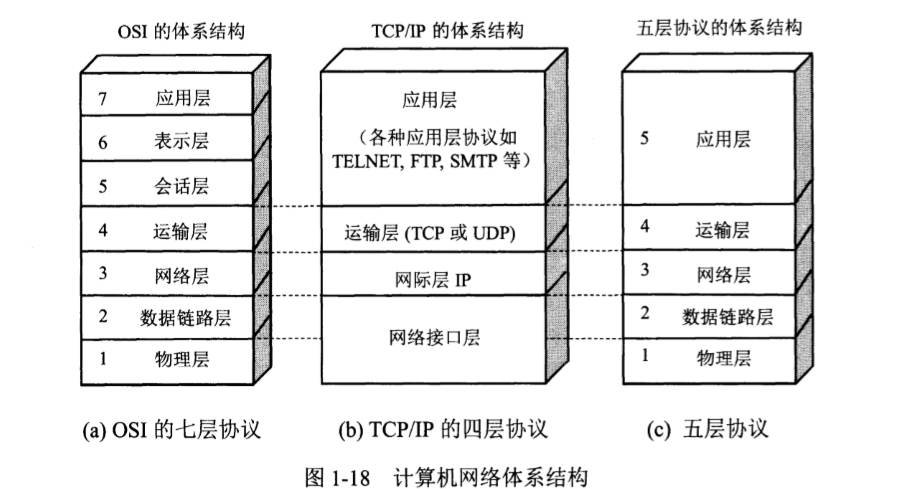 OSI 的体系结构
7 应用层
6 表示层
5 会话层
4 运输层
3 网络层
2 数据链路层
1 物理层
(a) OSI 的七层协议
TCP/IP 的体系结构
应用层
（各种应用层协议如
TELNET, FTP, SMTP 等）
运输层 (TCP 或 UDP)
网际层 IP
网络接口层
(b) TCP/IP 的四层协议
五层协议的体系结构
5 应用层
4 运输层
3 网络层
2 数据链路层
1 物理层
(c) 五层协议
图 1-18 计算机网络体系结构